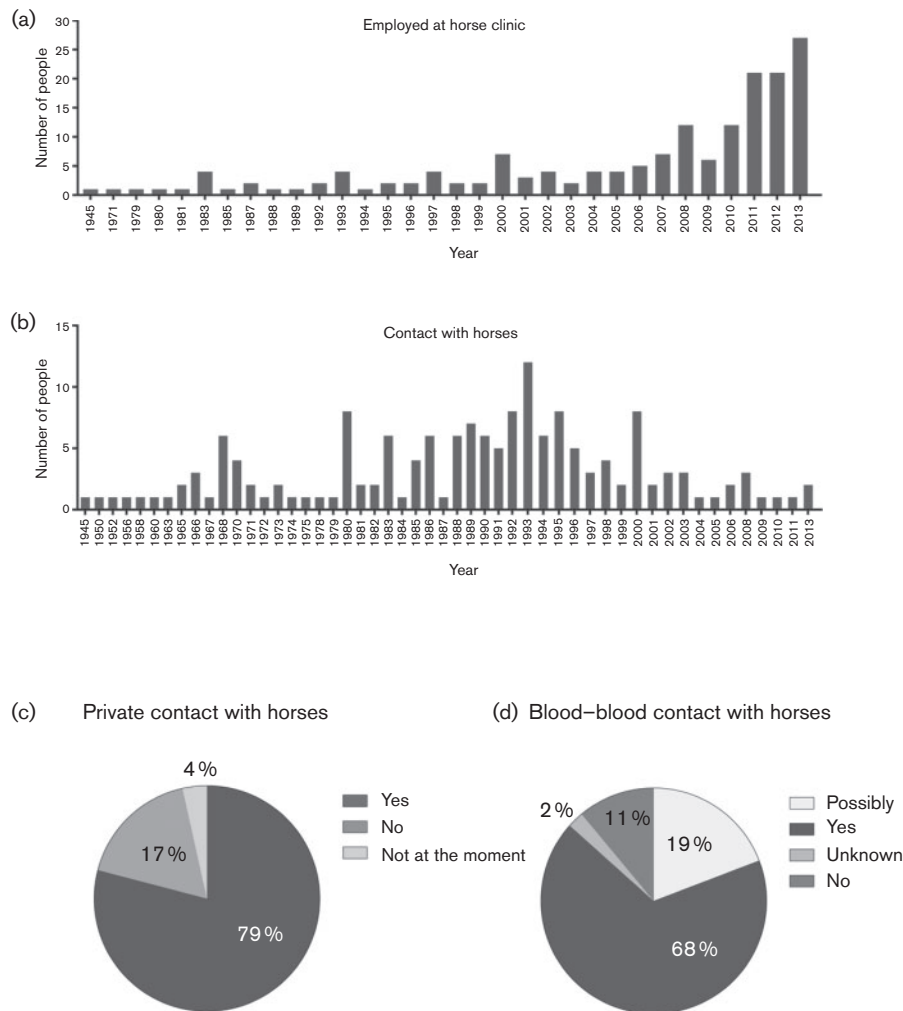 (a)
Employed at horse clinic
Number of people
30
25
20
15
10
5
0
1945 1971 1979 1980 1981 1983 1985 1987 1988 1989 1992 1993 1994 1995 1996 1997 1998 1999 2000 2001 2002 2003 2004 2005 2006 2007 2008 2009 2010 2011 2012 2013
Year
(b)
Contact with horses
Number of people
15
10
5
0
1945 1950 1952 1956 1958 1960 1963 1965 1966 1967 1968 1970 1971 1972 1973 1974 1975 1978 1979 1980 1981 1982 1983 1984 1985 1986 1987 1988 1989 1990 1991 1992 1993 1994 1995 1996 1997 1998 1999 2000 2001 2002 2003 2004 2005 2006 2008 2009 2010 2011 2013
Year
(c) Private contact with horses
4 %
17 %
79 %
Yes
No
Not at the moment
(d) Blood–blood contact with horses
2 %
11 %
19 %
68 %
Possibly
Yes
Unknown
No